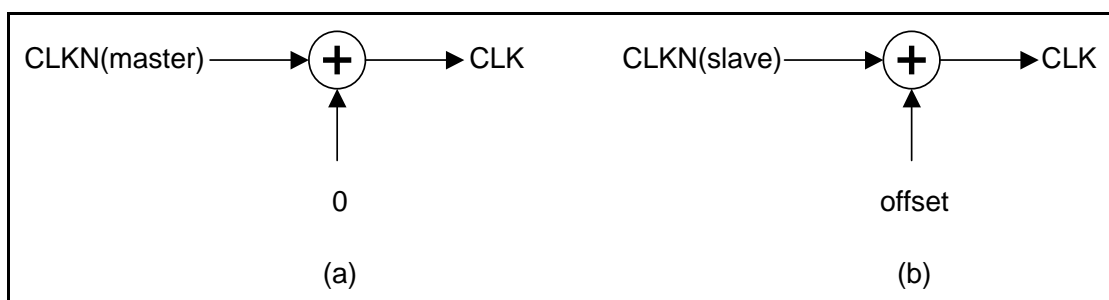 CLKN(master) + CLK
0
(a)
CLKN(slave) + CLK
offset
(b)